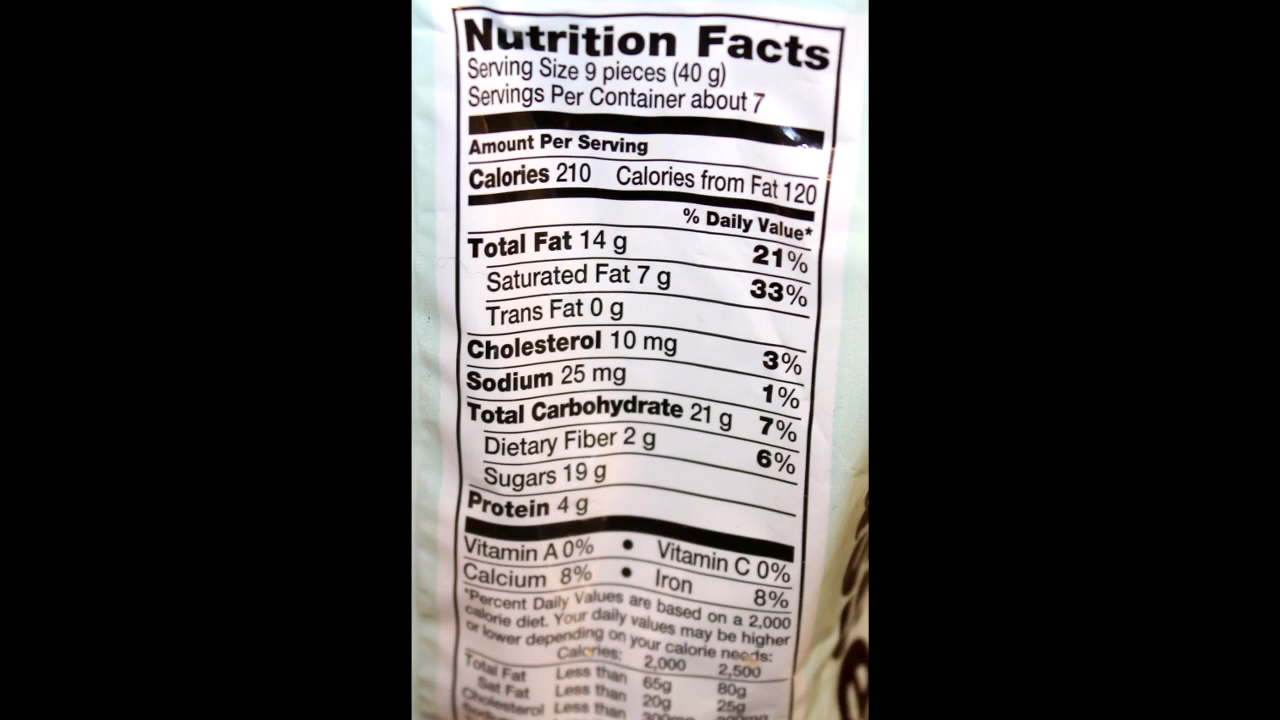 Nutrition Facts
Serving Size 9 pieces (40 g)
Servings Per Container about 7
Amount Per Serving
Calories 210 Calories from Fat 120
% Daily Value*
Total Fat 14 g 21%
Saturated Fat 7 g 33%
Trans Fat 0 g
Cholesterol 10 mg 3%
Sodium 25 mg 1%
Total Carbohydrate 21 g 7%
Dietary Fiber 2 g 6%
Sugars 19 g
Protein 4 g
Vitamin A 0% • Vitamin C 0%
Calcium 8% • Iron 8%
*Percent Daily Values are based on a 2,000
calorie diet. Your daily values may be higher
or lower depending on your calorie needs:
Calories: 2,000 2,500
Total Fat Less than 65g 80g
Sat Fat Less than 20g 25g
Cholesterol Less than 300mg 300mg